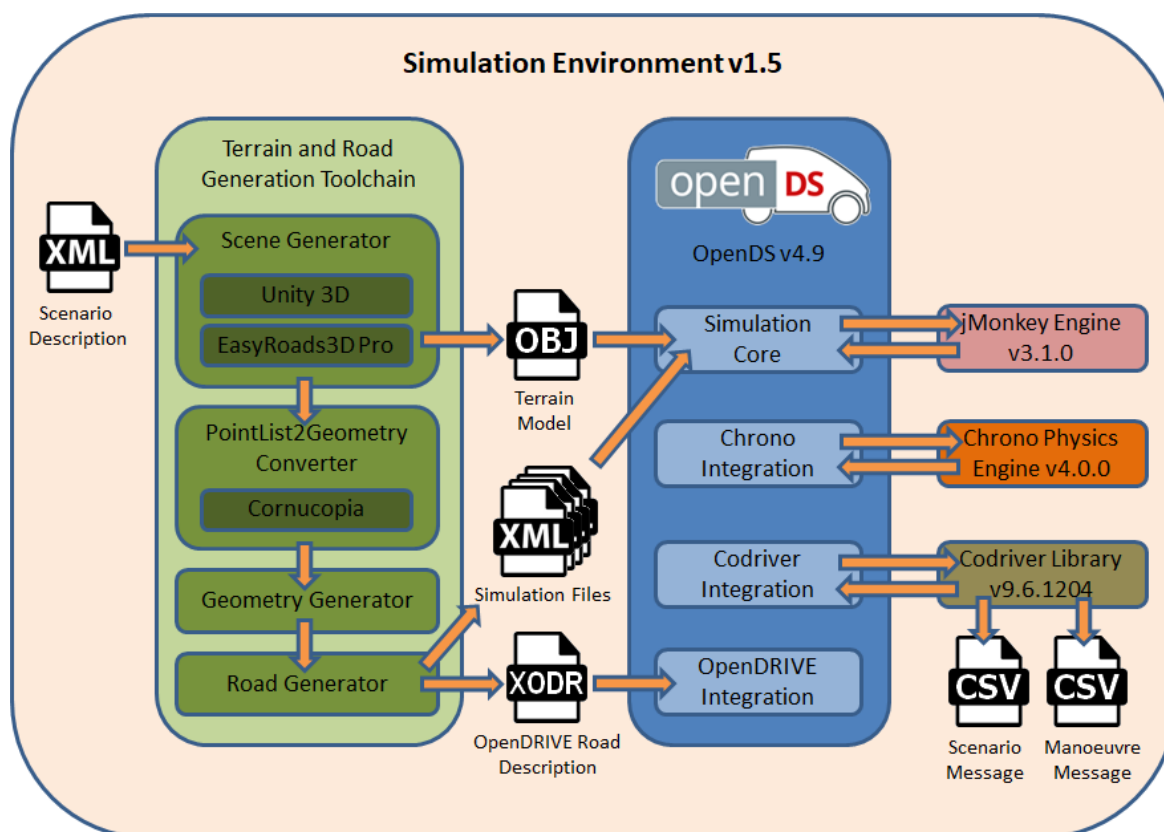 Simulation Environment v1.5
Terrain and Road
Generation Toolchain
Scene Generator
Unity 3D
EasyRoads3D Pro
PointList2Geometry
Converter
Cornucopia
Geometry Generator
Road Generator
XML
Scenario
Description
OBJ
Terrain
Model
XML
Simulation Files
XODR
OpenDRIVE Road
Description
open DS
OpenDS v4.9
Simulation
Core
Chrono
Integration
Codriver
Integration
OpenDRIVE
Integration
jMonkey Engine
v3.1.0
Chrono Physics
Engine v4.0.0
Codriver Library
v9.6.1204
CSV
Scenario
Message
CSV
Manoeuvre
Message